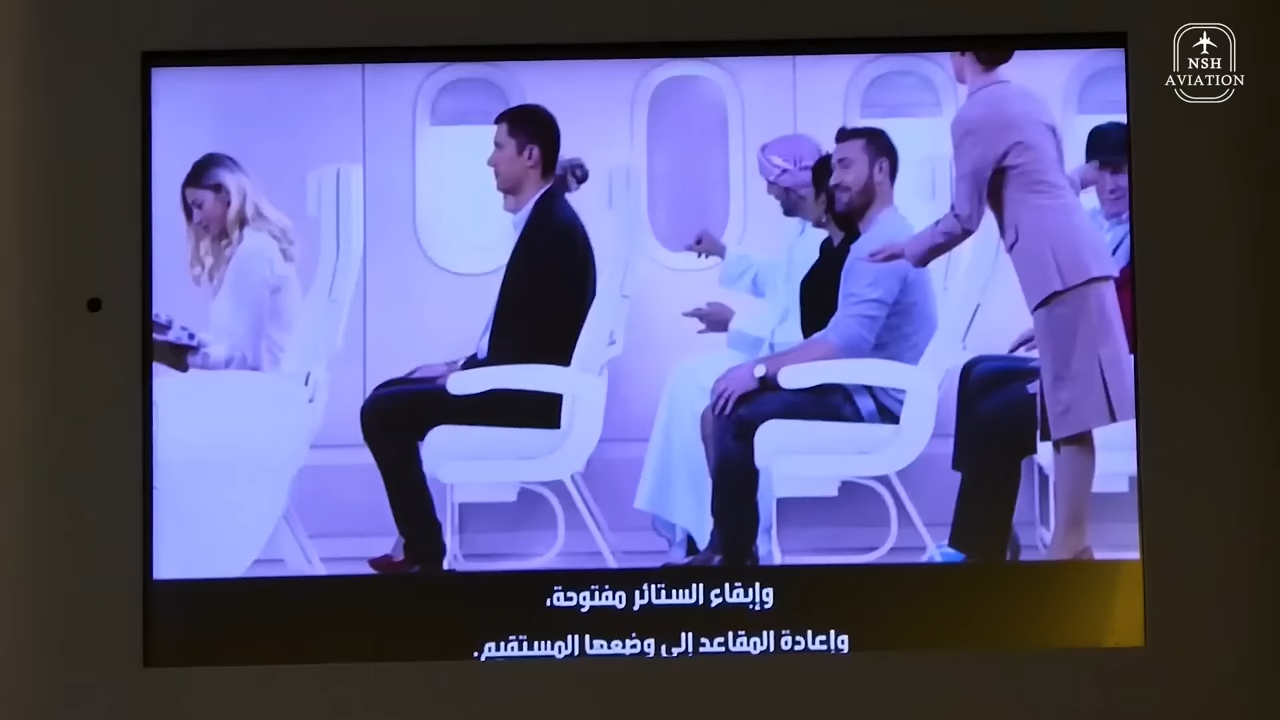 NSH
AVIATION
وإبقاء الستائر مفتوحة،
وإعادة المقاعد إلى وضعها المستقيم.